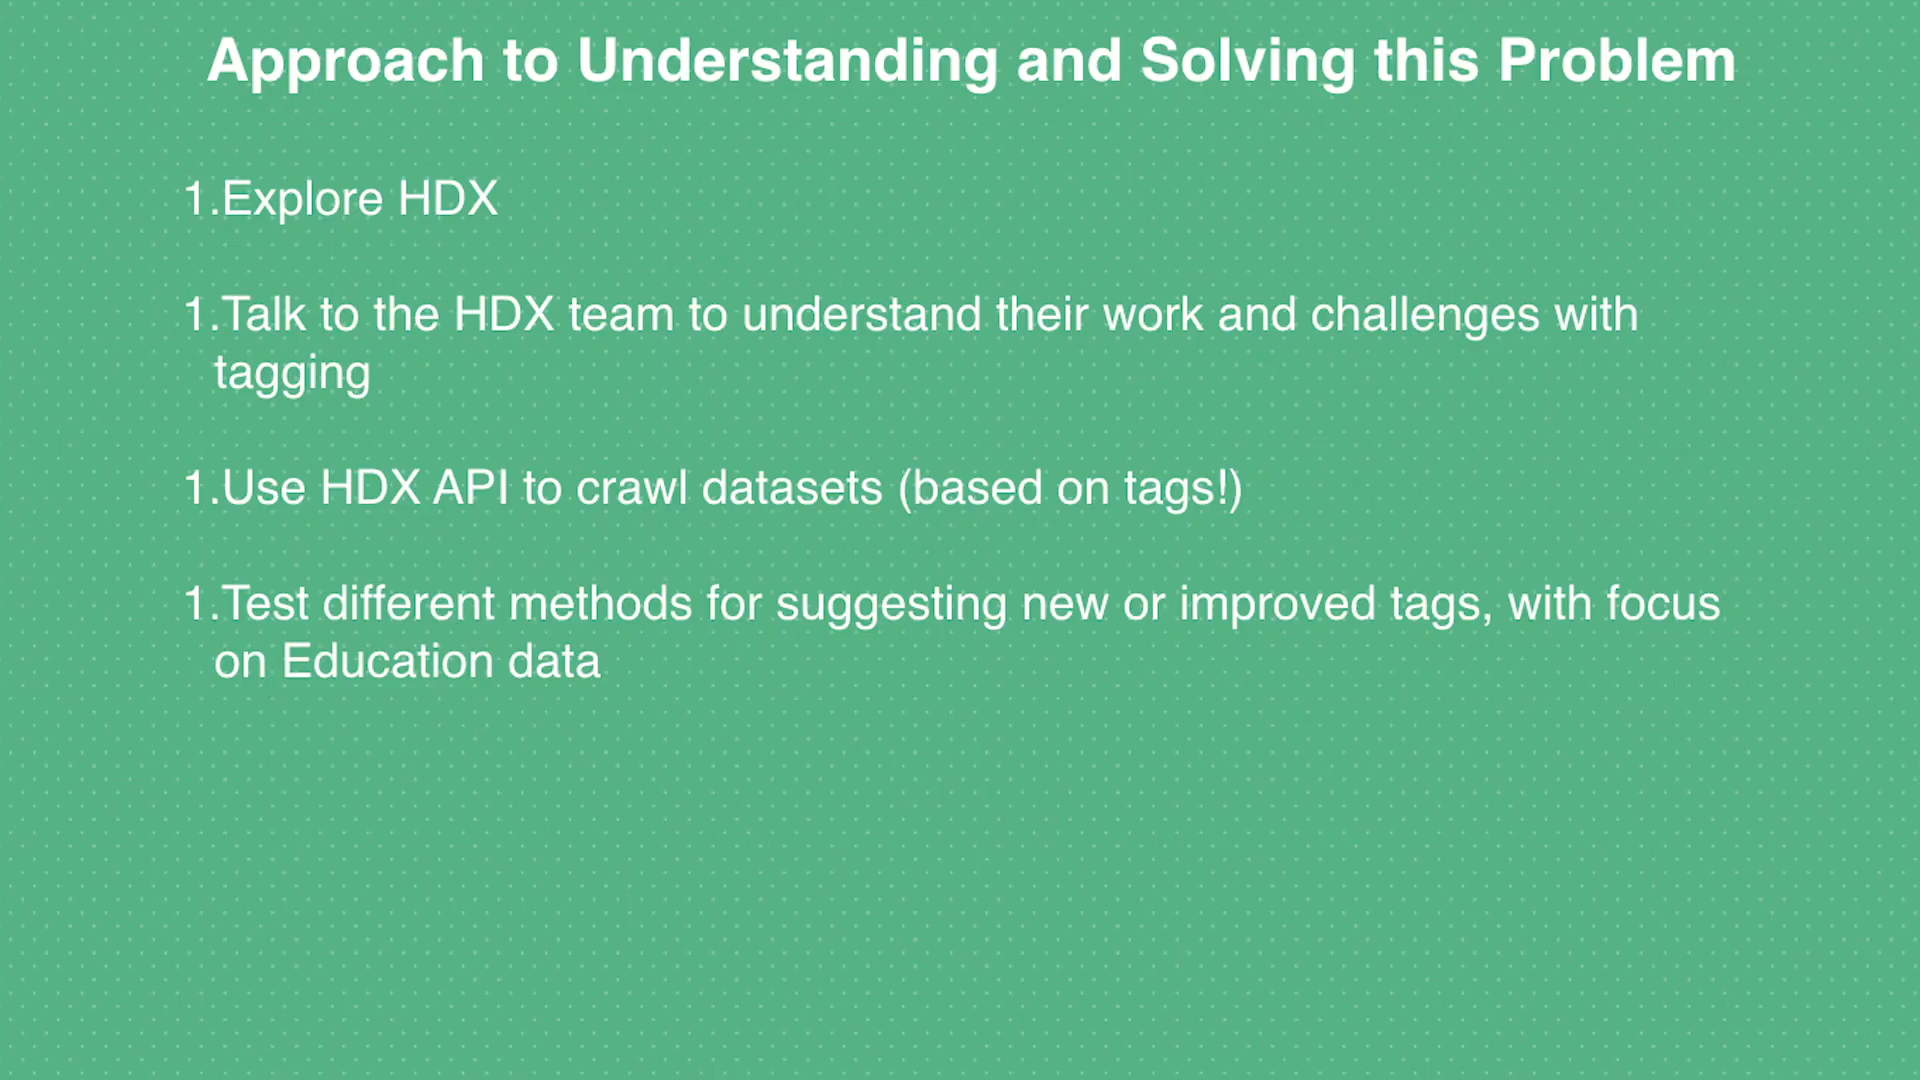 Approach to Understanding and Solving this Problem
1.Explore HDX
1.Talk to the HDX team to understand their work and challenges with
tagging
1.Use HDX API to crawl datasets (based on tags!)
1.Test different methods for suggesting new or improved tags, with focus
on Education data